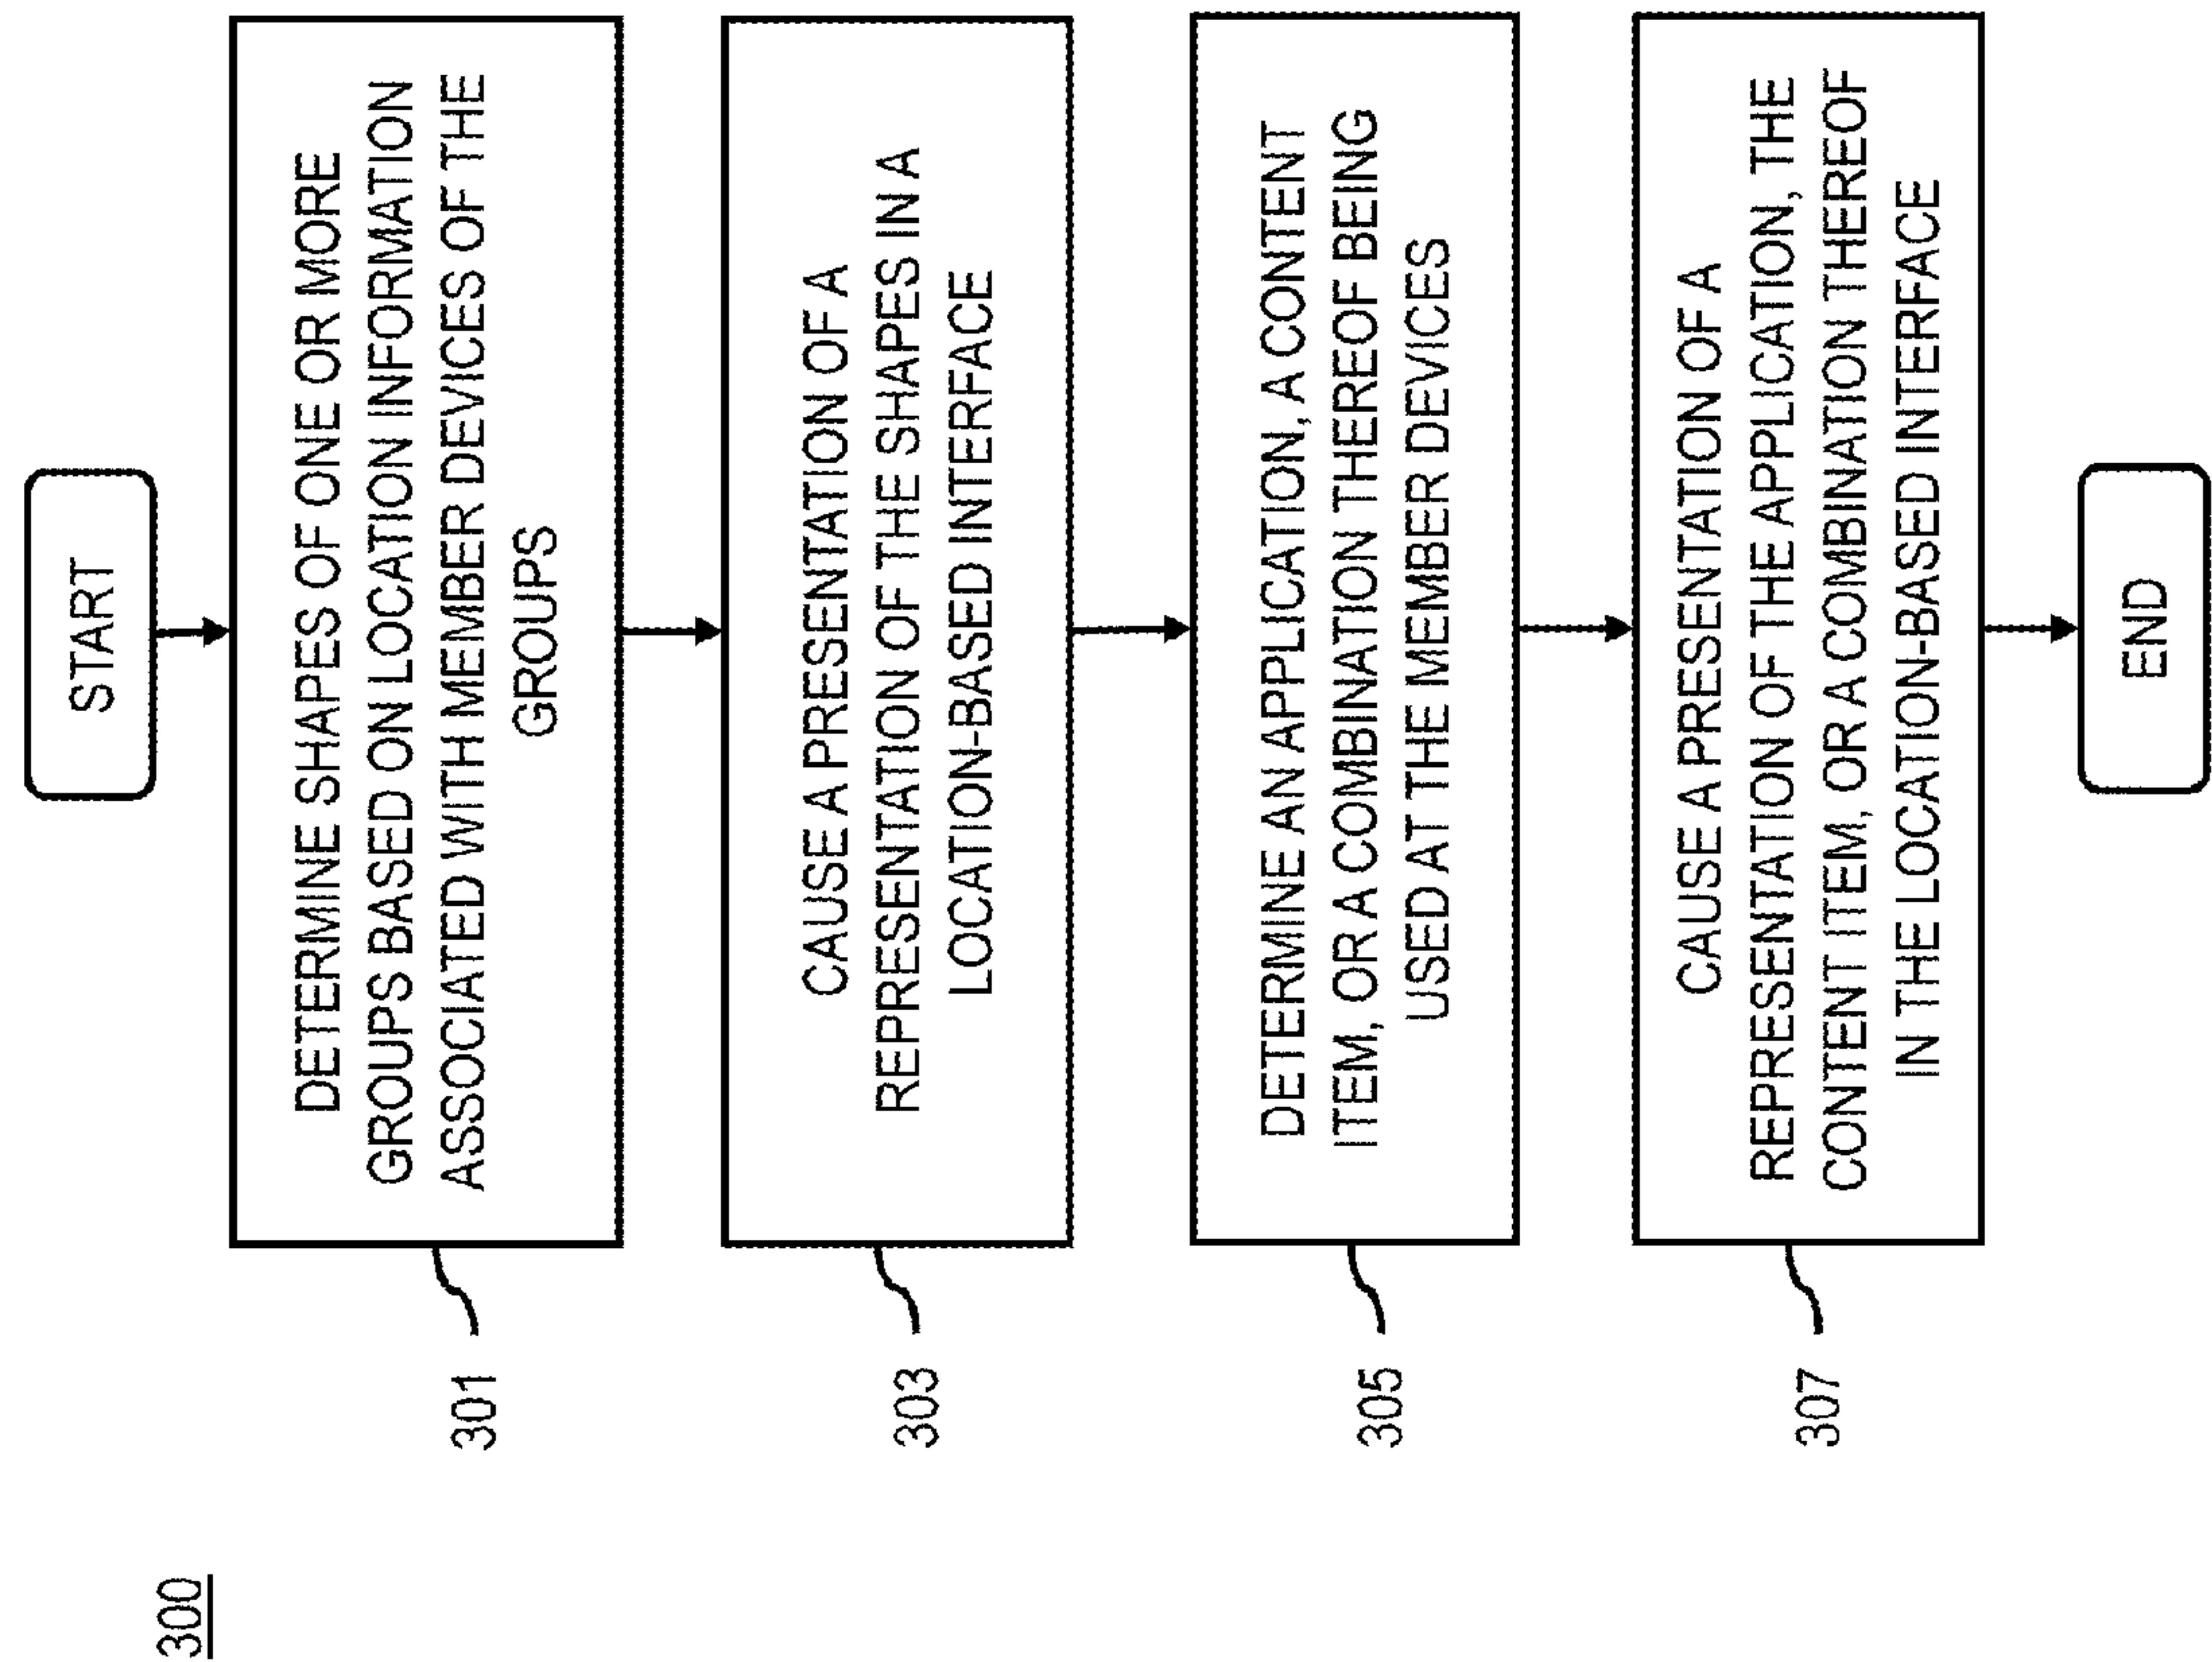 300
START
DETERMINE SHAPES OF ONE OR MORE
GROUPS BASED ON LOCATION INFORMATION
ASSOCIATED WITH MEMBER DEVICES OF THE
GROUPS
301
CAUSE A PRESENTATION OF A
REPRESENTATION OF THE SHAPES IN A
LOCATION-BASED INTERFACE
303
DETERMINE AN APPLICATION, A CONTENT
ITEM, OR A COMBINATION THEREOF BEING
USED AT THE MEMBER DEVICES
305
CAUSE A PRESENTATION OF A
REPRESENTATION OF THE APPLICATION, THE
CONTENT ITEM, OR A COMBINATION THEREOF
IN THE LOCATION-BASED INTERFACE
307
END